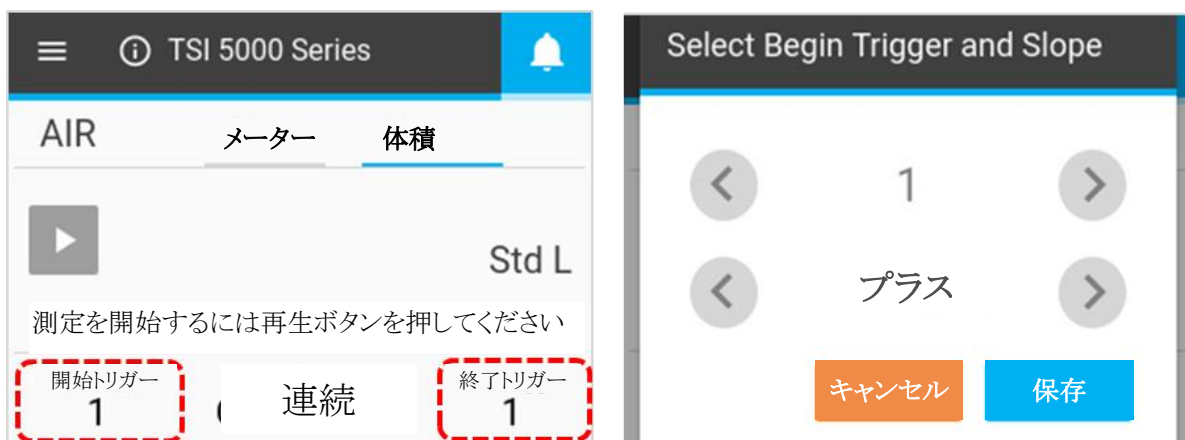 TSI 5000 Series
AIR
メーター
体積
Std L
測定を開始するには再生ボタンを押してください
開始トリガー
1
連続
終了トリガー
1
Select Begin Trigger and Slope
1
プラス
キャンセル
保存